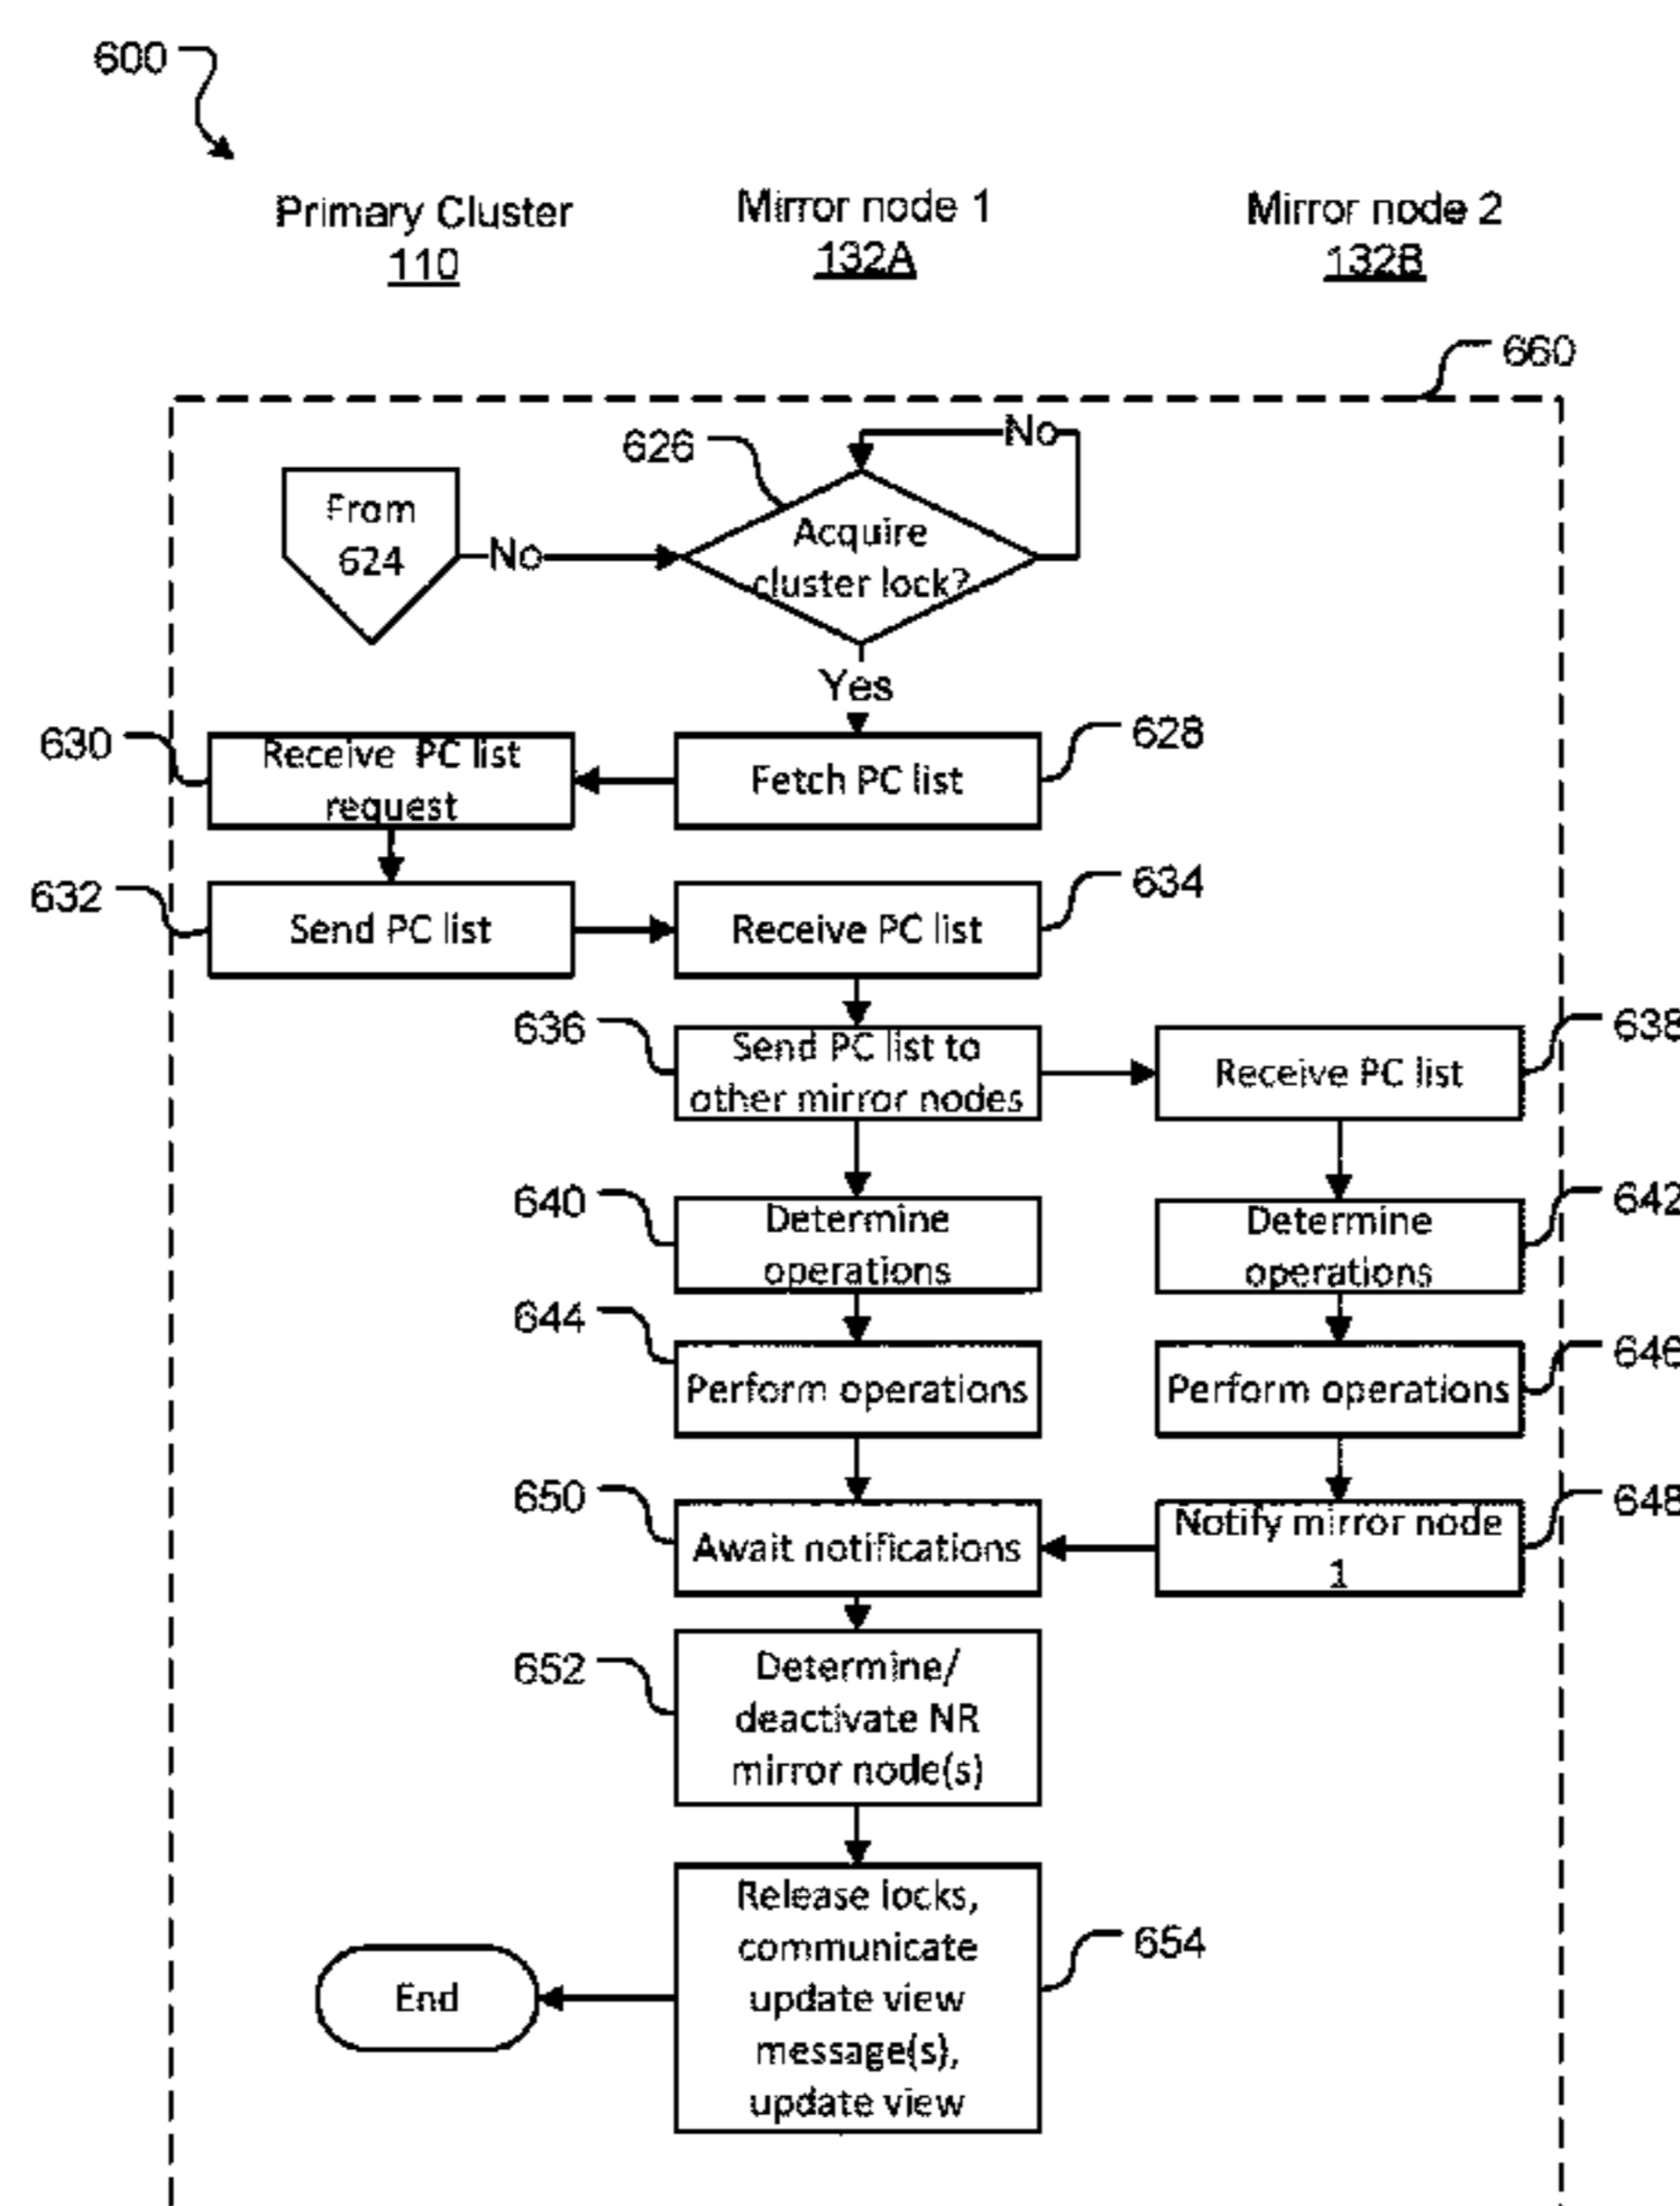 600
Primary Cluster
110
Mirror node 1
132A
Mirror node 2
132B
660
626
No
From
624
No
Acquire
cluster lock?
Yes
630
Receive PC list
request
Fetch PC list
628
632
Send PC list
Receive PC list
634
636
Send PC list to
other mirror nodes
Receive PC list
638
640
Determine
operations
Determine
operations
642
644
Perform operations
Perform operations
646
650
Await notifications
Notify mirror node
1
648
652
Determine/
deactivate NR
mirror node(s)
End
Release locks,
communicate
update view
message(s),
update view
654